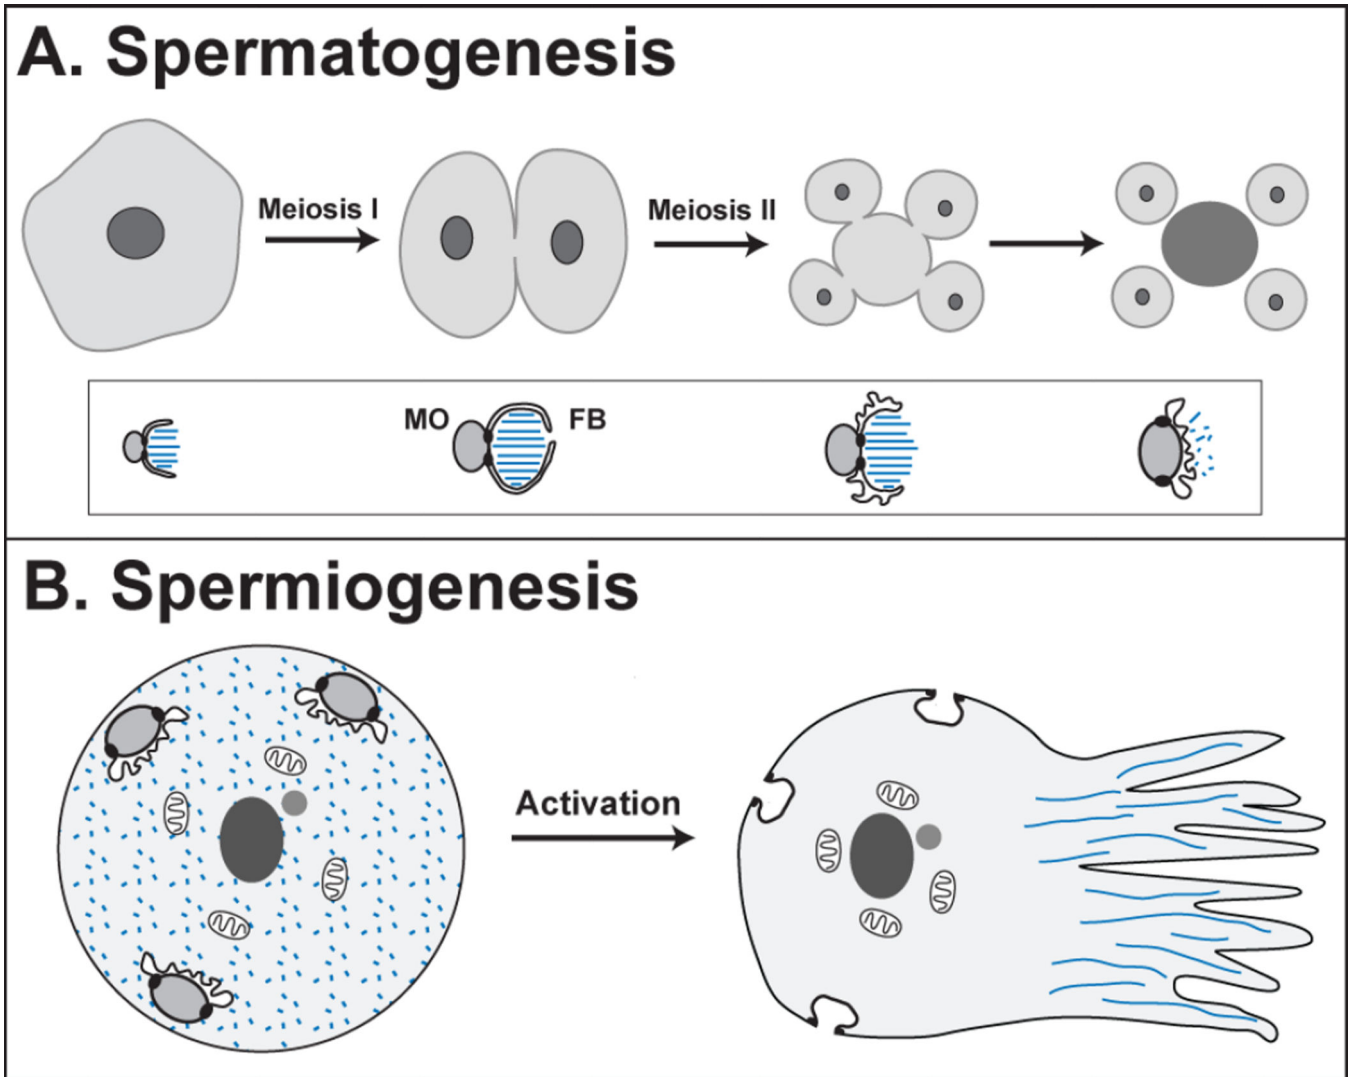 A. Spermatogenesis
Meiosis I
Meiosis II
MO
FB
B. Spermiogenesis
Activation